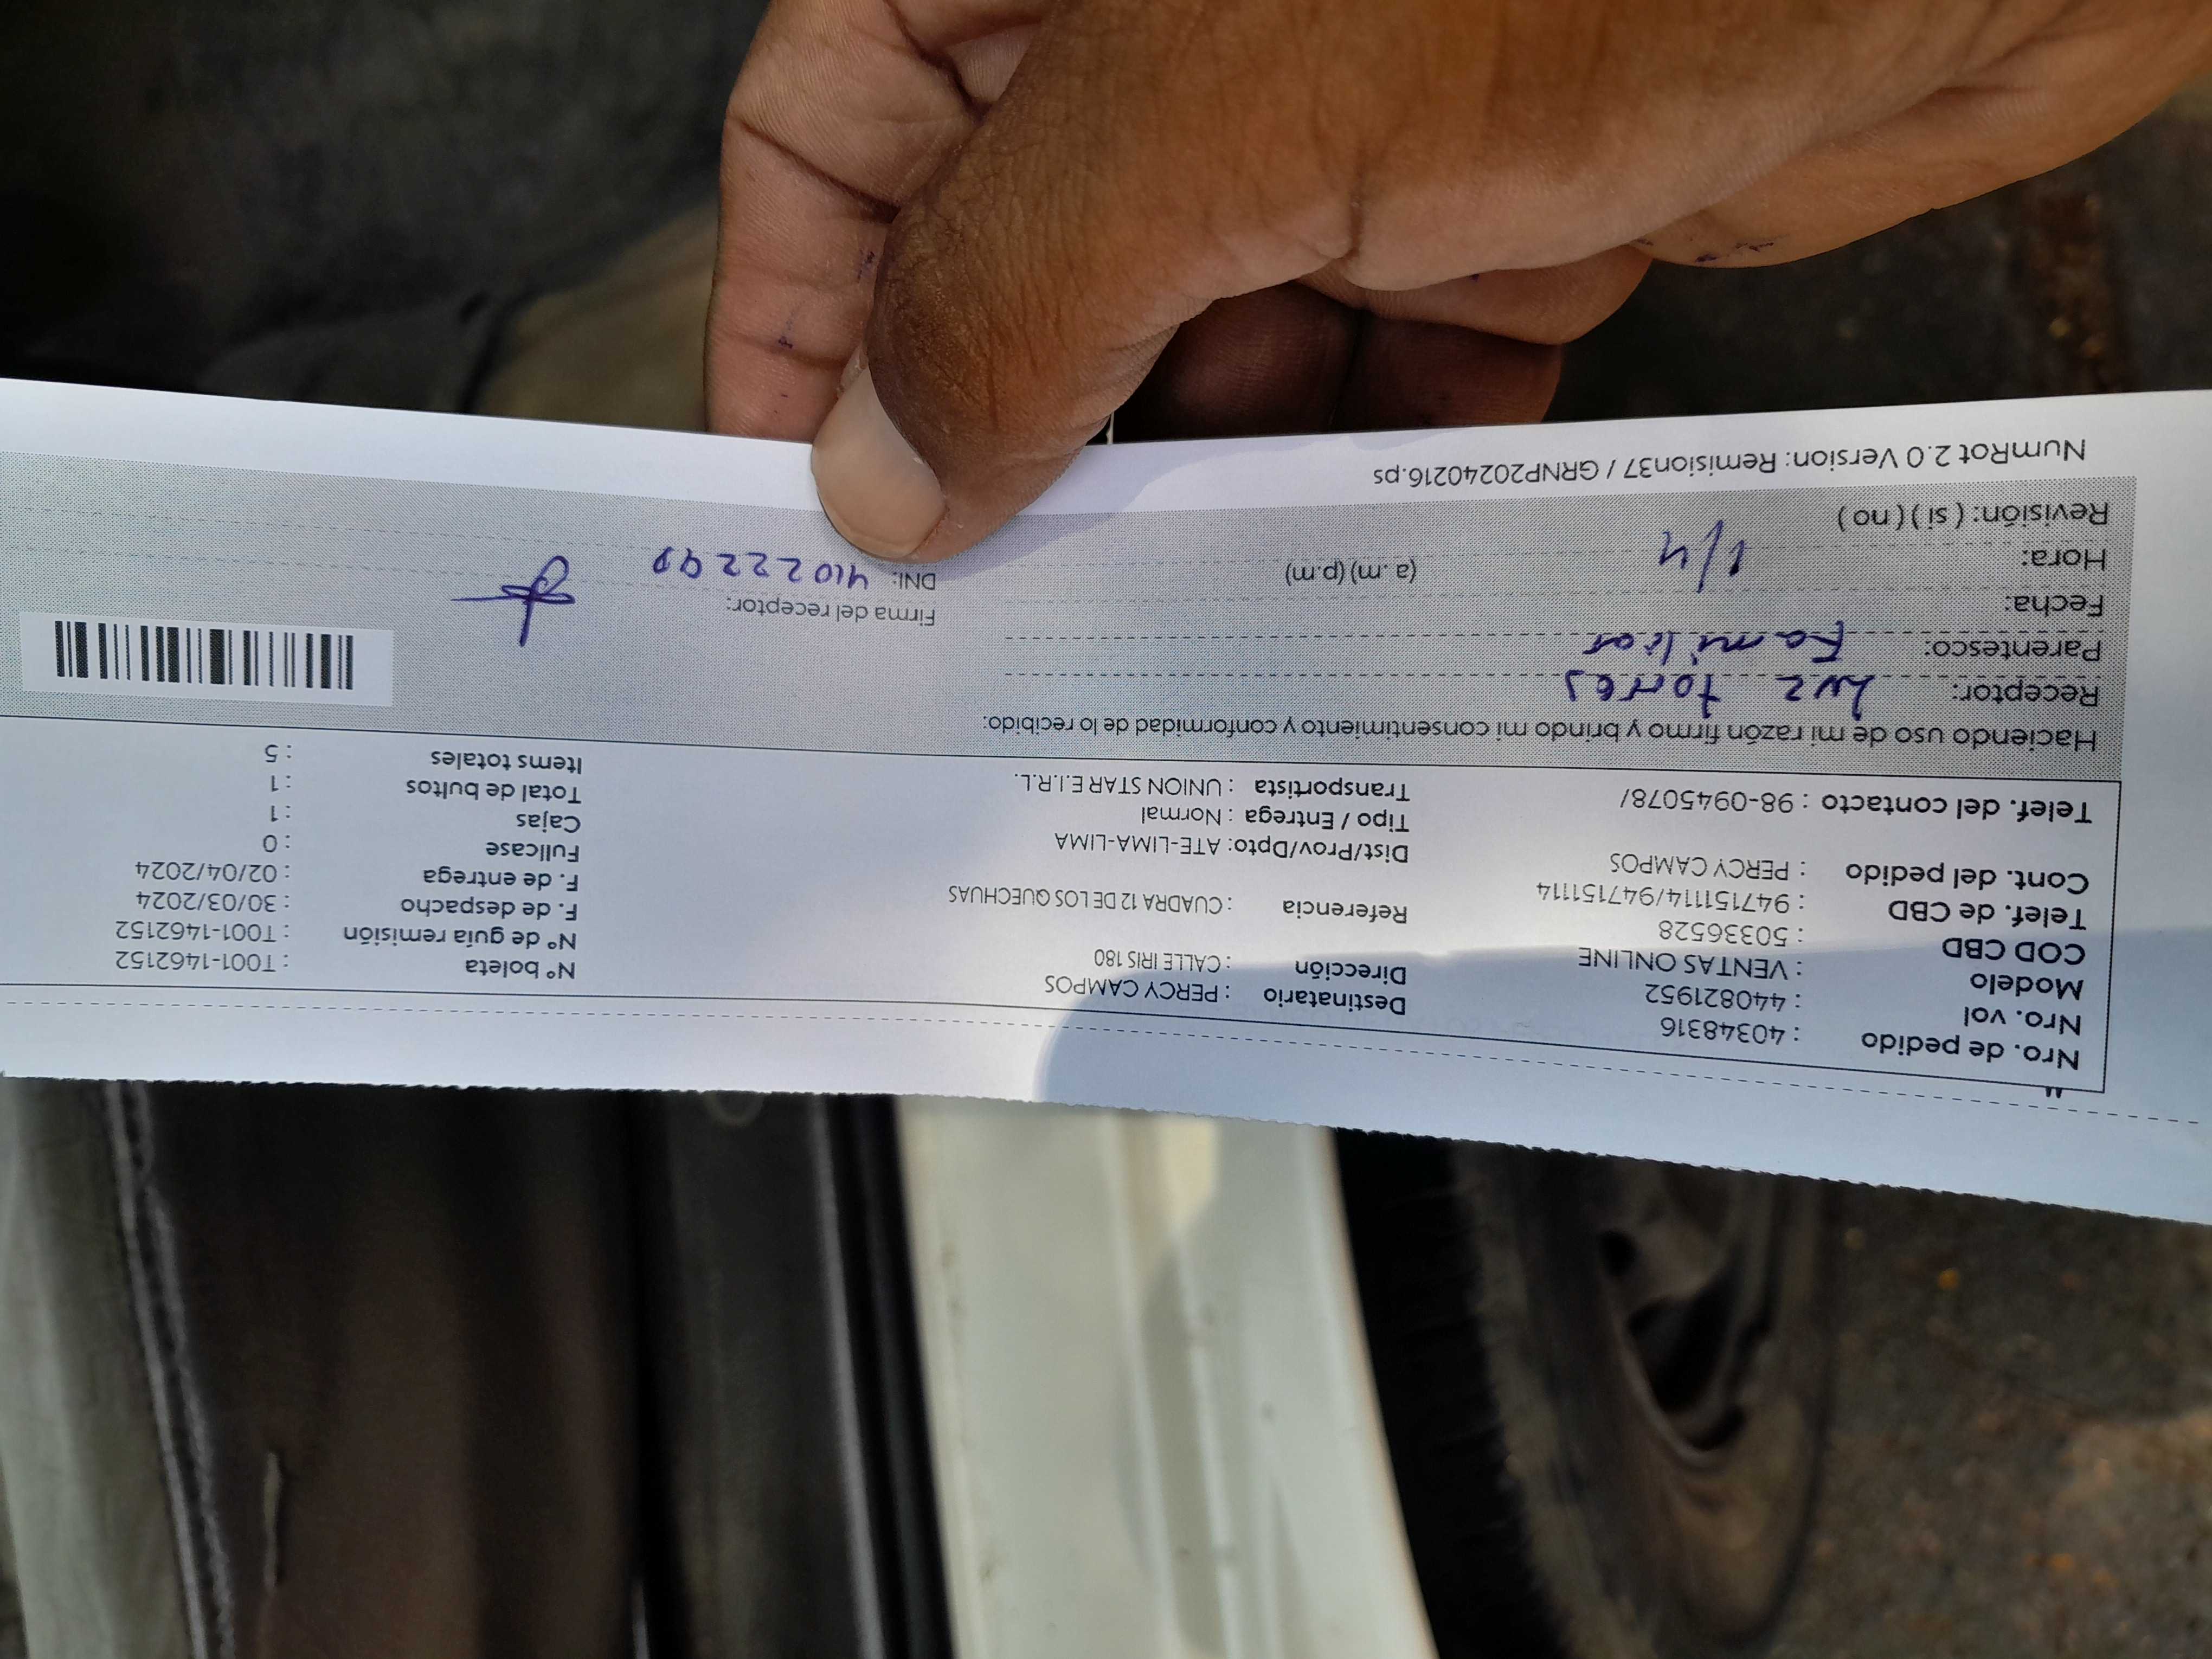 Nro. de pedido : 40348316 Destinatario : PERCY CAMPOS Nº boleta : T001-1462152
Nro. vol : 440821952 Dirección : CALLE IRIS 180 Nº de guía remisión : T001-1462152
Modelo : VENTAS ONLINE F. de despacho : 30/03/2024
COD CBD : 50336528 Referencia : CUADRA 12 DE LOS QUECHUAS F. de entrega : 02/04/2024
Telef. de CBD : 947151114/947151114 Fullcase : 0
Cont. del pedido : PERCY CAMPOS Dist/Prov/Dpto: ATE-LIMA-LIMA Cajas : 1
Tipo / Entrega : Normal Total de bultos : 1
Telef. del contacto : 98-0945078/ Transportista : UNION STAR E.I.R.L. Items totales : 5
Haciendo uso de mi razón firmo y brindo mi consentimiento y conformidad de lo recibido:
Receptor: Luz torres
Parentesco: Familiar
Fecha: Firma del receptor:
Hora: 1/4 (a .m) (p.m) DNI:
Revisión: ( si ) ( no )
NumRot 2.0 Version: Remision37 / GRNP20240216.ps